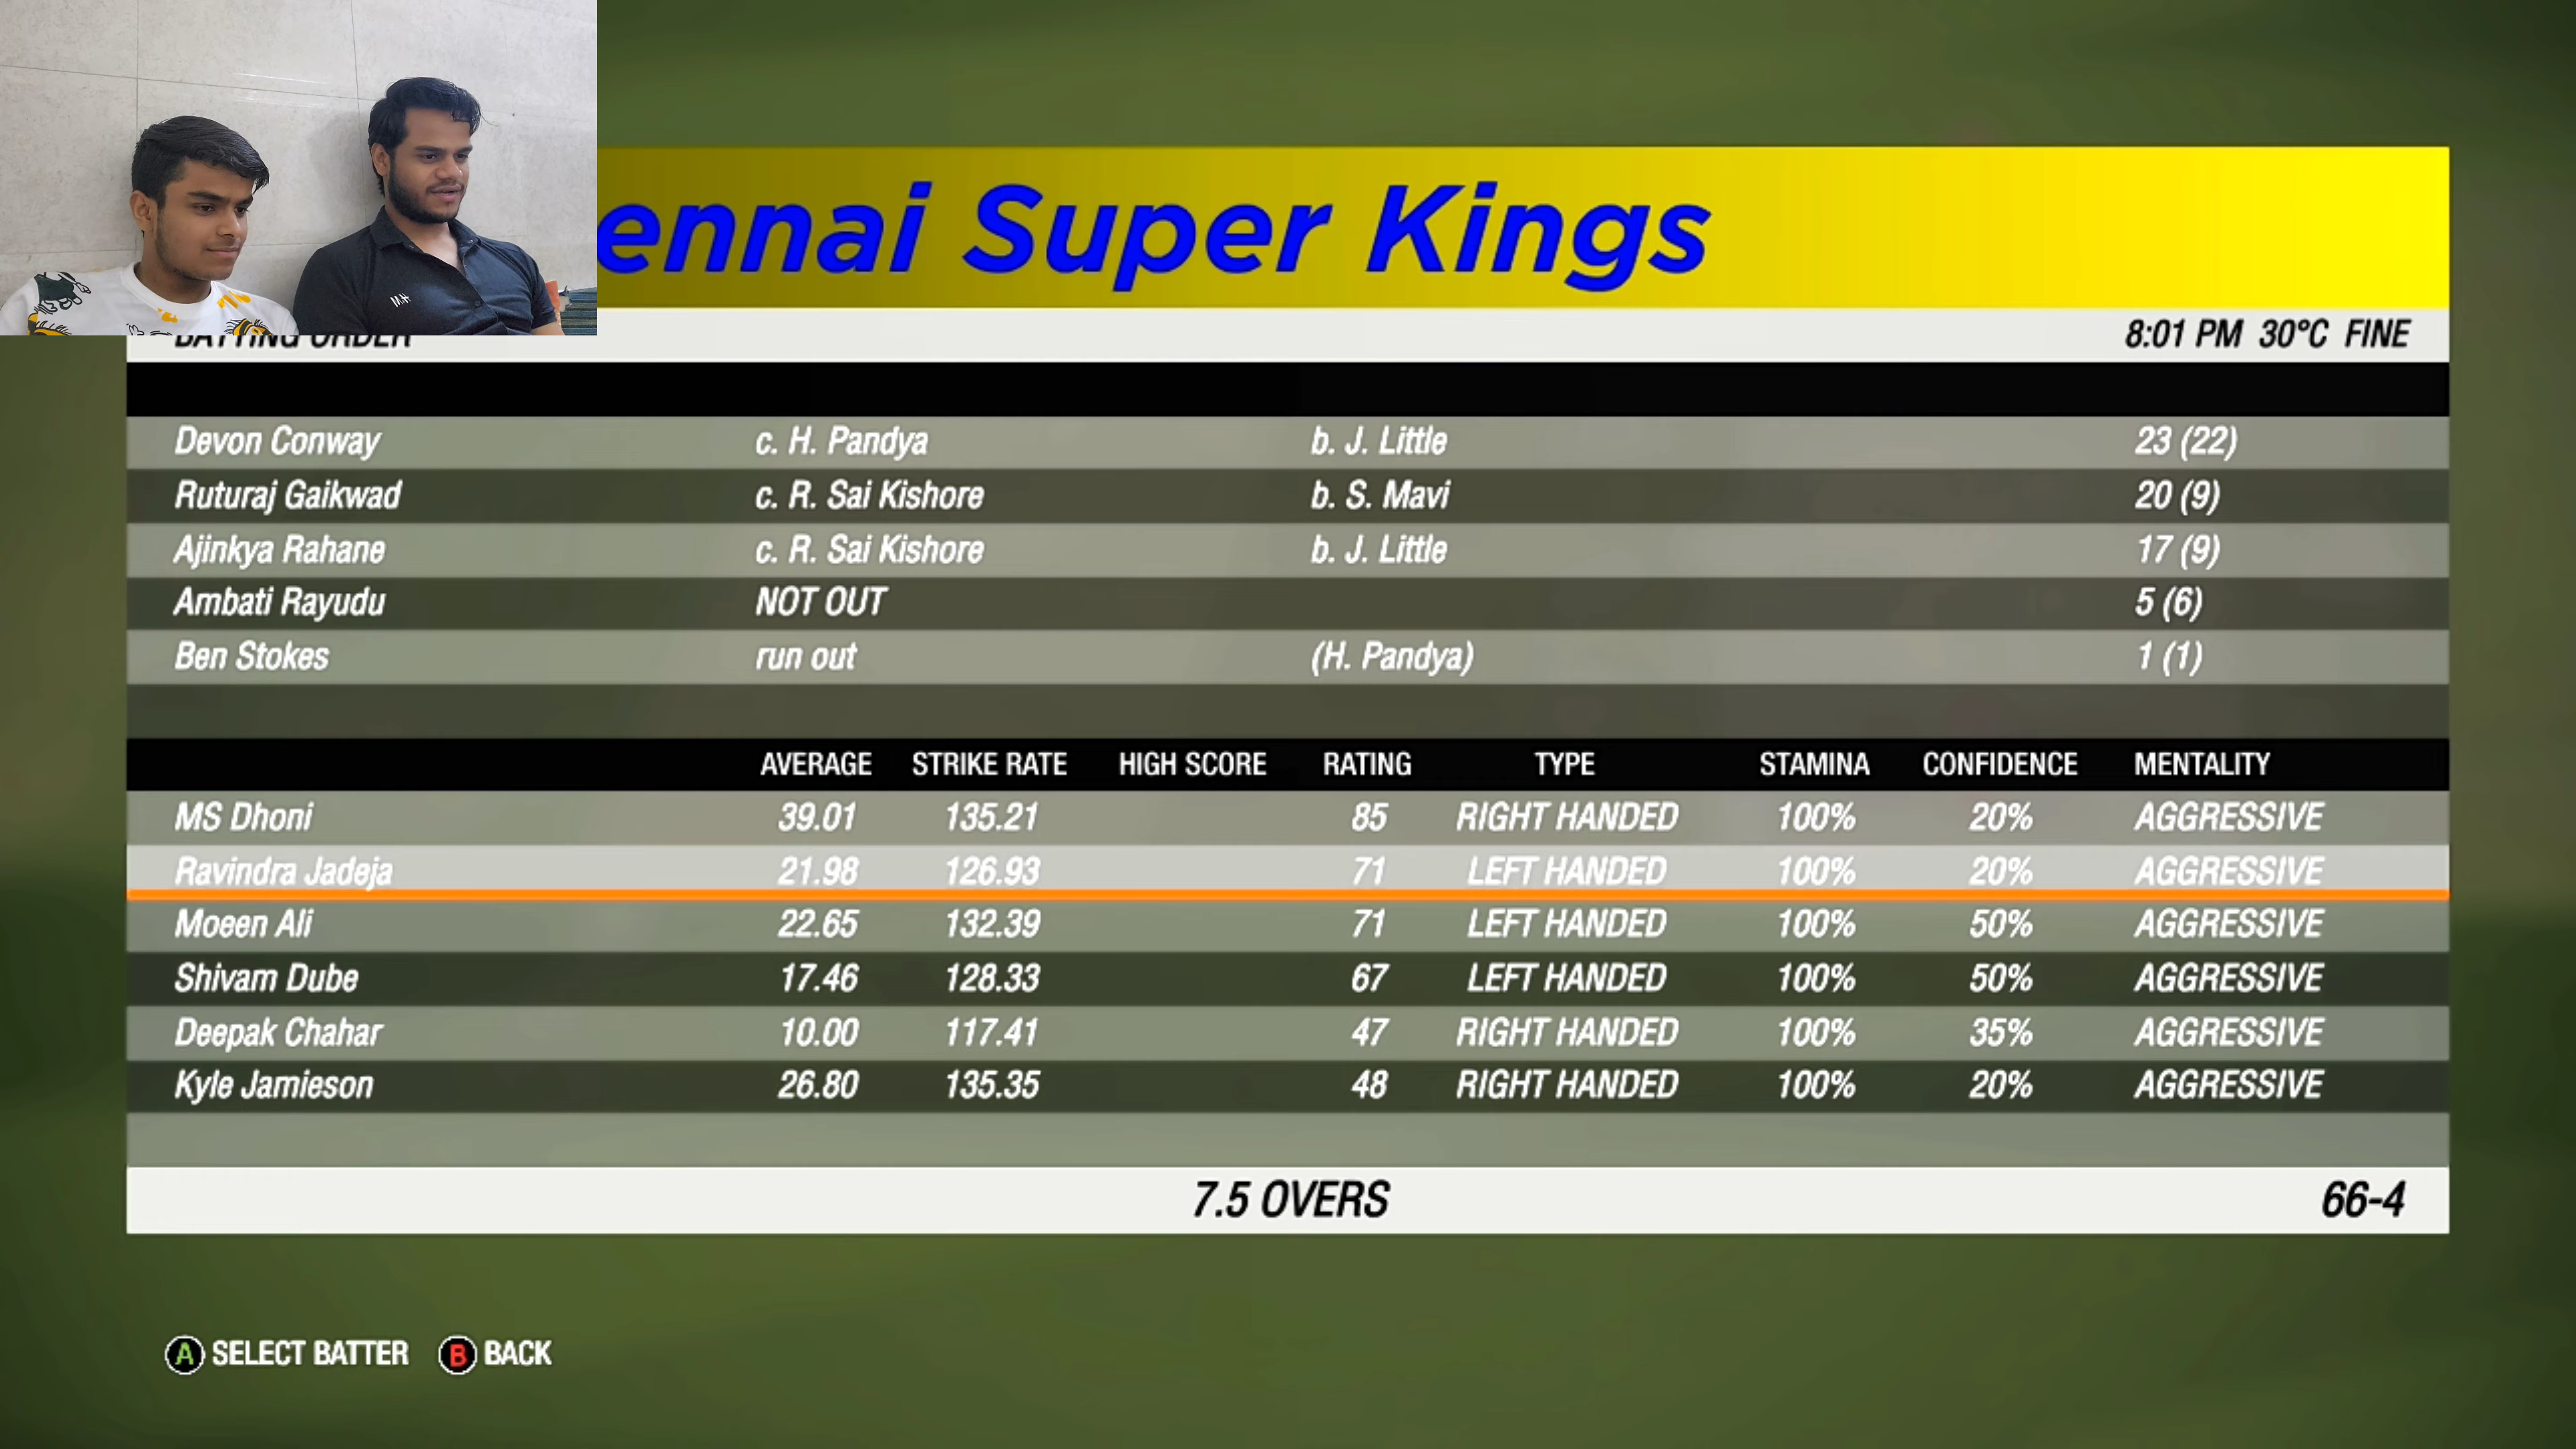 ennai Super Kings
BATTING ORDER 8:01 PM 30°C FINE
Devon Conway c. H. Pandya b. J. Little 23 (22)
Ruturaj Gaikwad c. R. Sai Kishore b. S. Mavi 20 (9)
Ajinkya Rahane c. R. Sai Kishore b. J. Little 17 (9)
Ambati Rayudu NOT OUT 5 (6)
Ben Stokes run out (H. Pandya) 1 (1)
AVERAGE STRIKE RATE HIGH SCORE RATING TYPE STAMINA CONFIDENCE MENTALITY
MS Dhoni 39.01 135.21 85 RIGHT HANDED 100% 20% AGGRESSIVE
Ravindra Jadeja 21.98 126.93 71 LEFT HANDED 100% 20% AGGRESSIVE
Moeen Ali 22.65 132.39 71 LEFT HANDED 100% 50% AGGRESSIVE
Shivam Dube 17.46 128.33 67 LEFT HANDED 100% 50% AGGRESSIVE
Deepak Chahar 10.00 117.41 47 RIGHT HANDED 100% 35% AGGRESSIVE
Kyle Jamieson 26.80 135.35 48 RIGHT HANDED 100% 20% AGGRESSIVE
7.5 OVERS 66-4
A SELECT BATTER B BACK